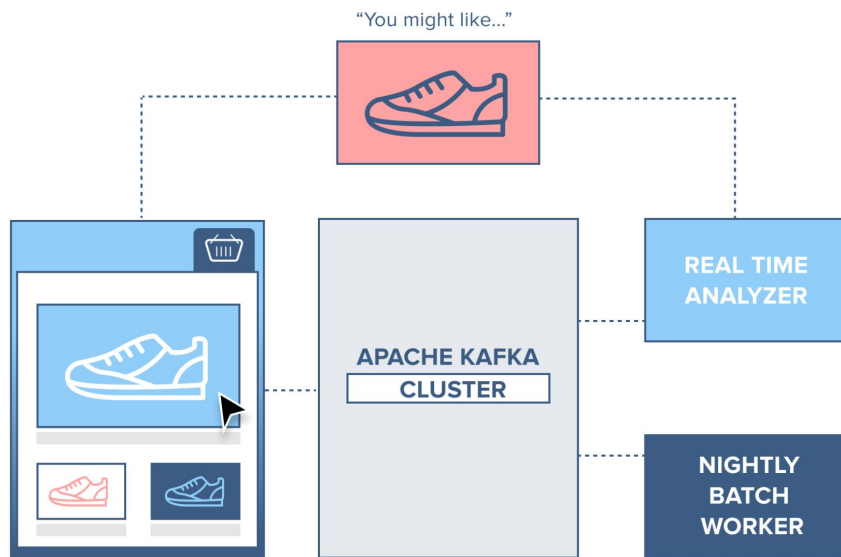 “You might like...”
REAL TIME
ANALYZER
APACHE KAFKA
CLUSTER
NIGHTLY
BATCH
WORKER